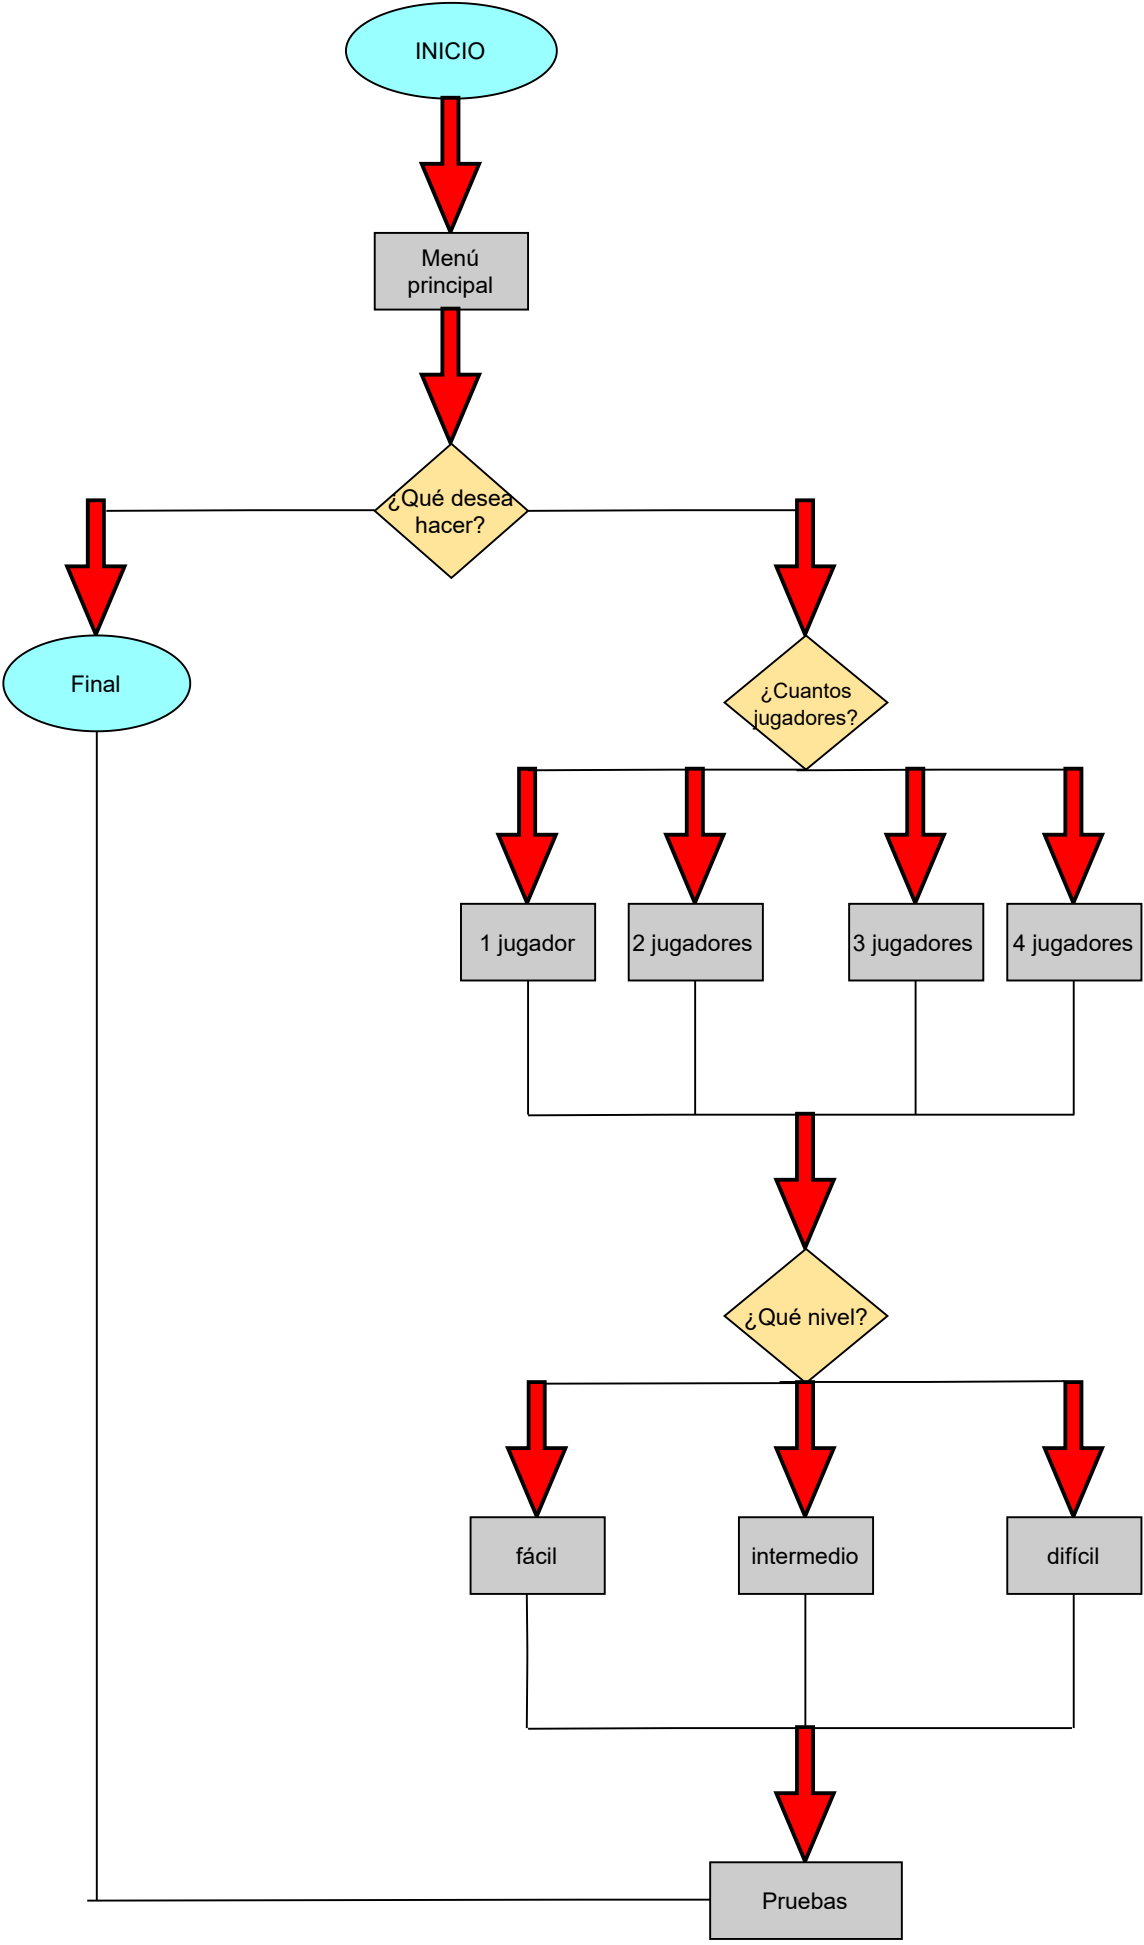 INICIO
Menú
principal
¿Qué desea
hacer?
Final
¿Cuantos
jugadores?
1 jugador
2 jugadores
3 jugadores
4 jugadores
¿Qué nivel?
fácil
intermedio
difícil
Pruebas